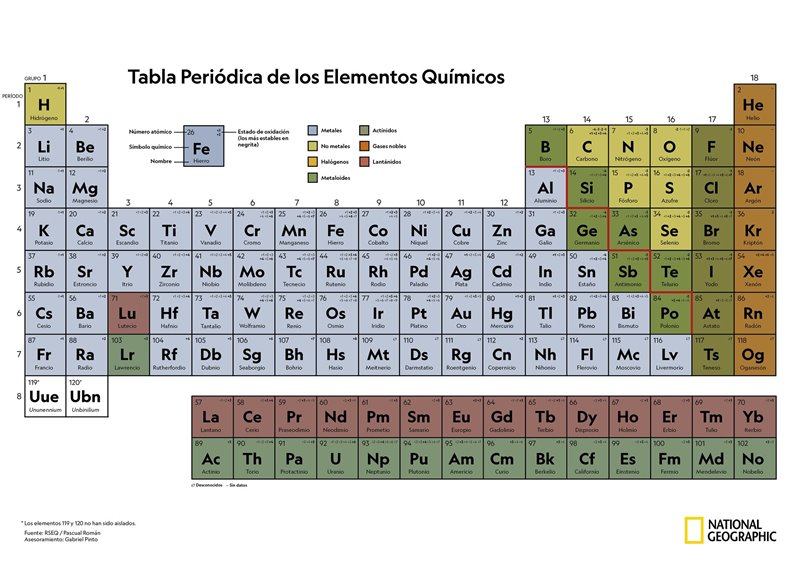 Tabla Periódica de los Elementos Químicos
GRUPO 1
18
PERÍODO
1
1
H
Hidrógeno
2
He
Helio
2
13 14 15 16 17
Número atómico
Símbolo químico
Nombre
26
Fe
Hierro
Estado de oxidación
(los más estables en
negrita)
Metales
No metales
Halógenos
Metaloides
Actínidos
Gases nobles
Lantánidos
2
3 4 5 6 7 8 9 10
Li Be B C N O F Ne
Litio Berilio Boro Carbono Nitrógeno Oxígeno Flúor Neón
3
11 12 13 14 15 16 17 18
Na Mg Al Si P S Cl Ar
Sodio Magnesio Aluminio Silicio Fósforo Azufre Cloro Argón
3 4 5 6 7 8 9 10 11 12
4
19 20 21 22 23 24 25 26 27 28 29 30 31 32 33 34 35 36
K Ca Sc Ti V Cr Mn Fe Co Ni Cu Zn Ga Ge As Se Br Kr
Potasio Calcio Escandio Titanio Vanadio Cromo Manganeso Hierro Cobalto Níquel Cobre Zinc Galio Germanio Arsénico Selenio Bromo Kriptón
5
37 38 39 40 41 42 43 44 45 46 47 48 49 50 51 52 53 54
Rb Sr Y Zr Nb Mo Tc Ru Rh Pd Ag Cd In Sn Sb Te I Xe
Rubidio Estroncio Itrio Zirconio Niobio Molibdeno Tecnecio Rutenio Rodio Paladio Plata Cadmio Indio Estaño Antimonio Telurio Yodo Xenón
6
55 56 71 72 73 74 75 76 77 78 79 80 81 82 83 84 85 86
Cs Ba Lu Hf Ta W Re Os Ir Pt Au Hg Tl Pb Bi Po At Rn
Cesio Bario Lutecio Hafnio Tantalio Wolframio Renio Osmio Iridio Platino Oro Mercurio Talio Plomo Bismuto Polonio Astato Radón
7
87 88 103 104 105 106 107 108 109 110 111 112 113 114 115 116 117 118
Fr Ra Lr Rf Db Sg Bh Hs Mt Ds Rg Cn Nh Fl Mc Lv Ts Og
Francio Radio Lawrencio Rutherfordio Dubnio Seaborgio Bohrio Hasio Meitnerio Darmstatio Roentgenio Copernicio Nihonio Flerovio Moscovio Livermorio Teneso Oganesón
8
119* 120*
Uue Ubn
Ununennium Unbinilium
57 58 59 60 61 62 63 64 65 66 67 68 69 70
La Ce Pr Nd Pm Sm Eu Gd Tb Dy Ho Er Tm Yb
Lantano Cerio Praseodimio Neodimio Prometio Samario Europio Gadolinio Terbio Disprosio Holmio Erbio Tulio
89 90 91 92 93 94 95 96 97 98 99 100 101 102
Ac Th Pa U Np Pu Am Cm Bk Cf Es Fm Md No
Actinio Torio Protactinio Uranio Neptunio Plutonio Americio Curio Berkelio Californio Einstenio Fermio Mendelevio Nobelio
Desconocidos - Sin datos
* Los elementos 119 y 120 no han sido aislados.
Fuente: RSEQ / Pascual Román
Asesoramiento: Gabriel Pinto
NATIONAL
GEOGRAPHIC